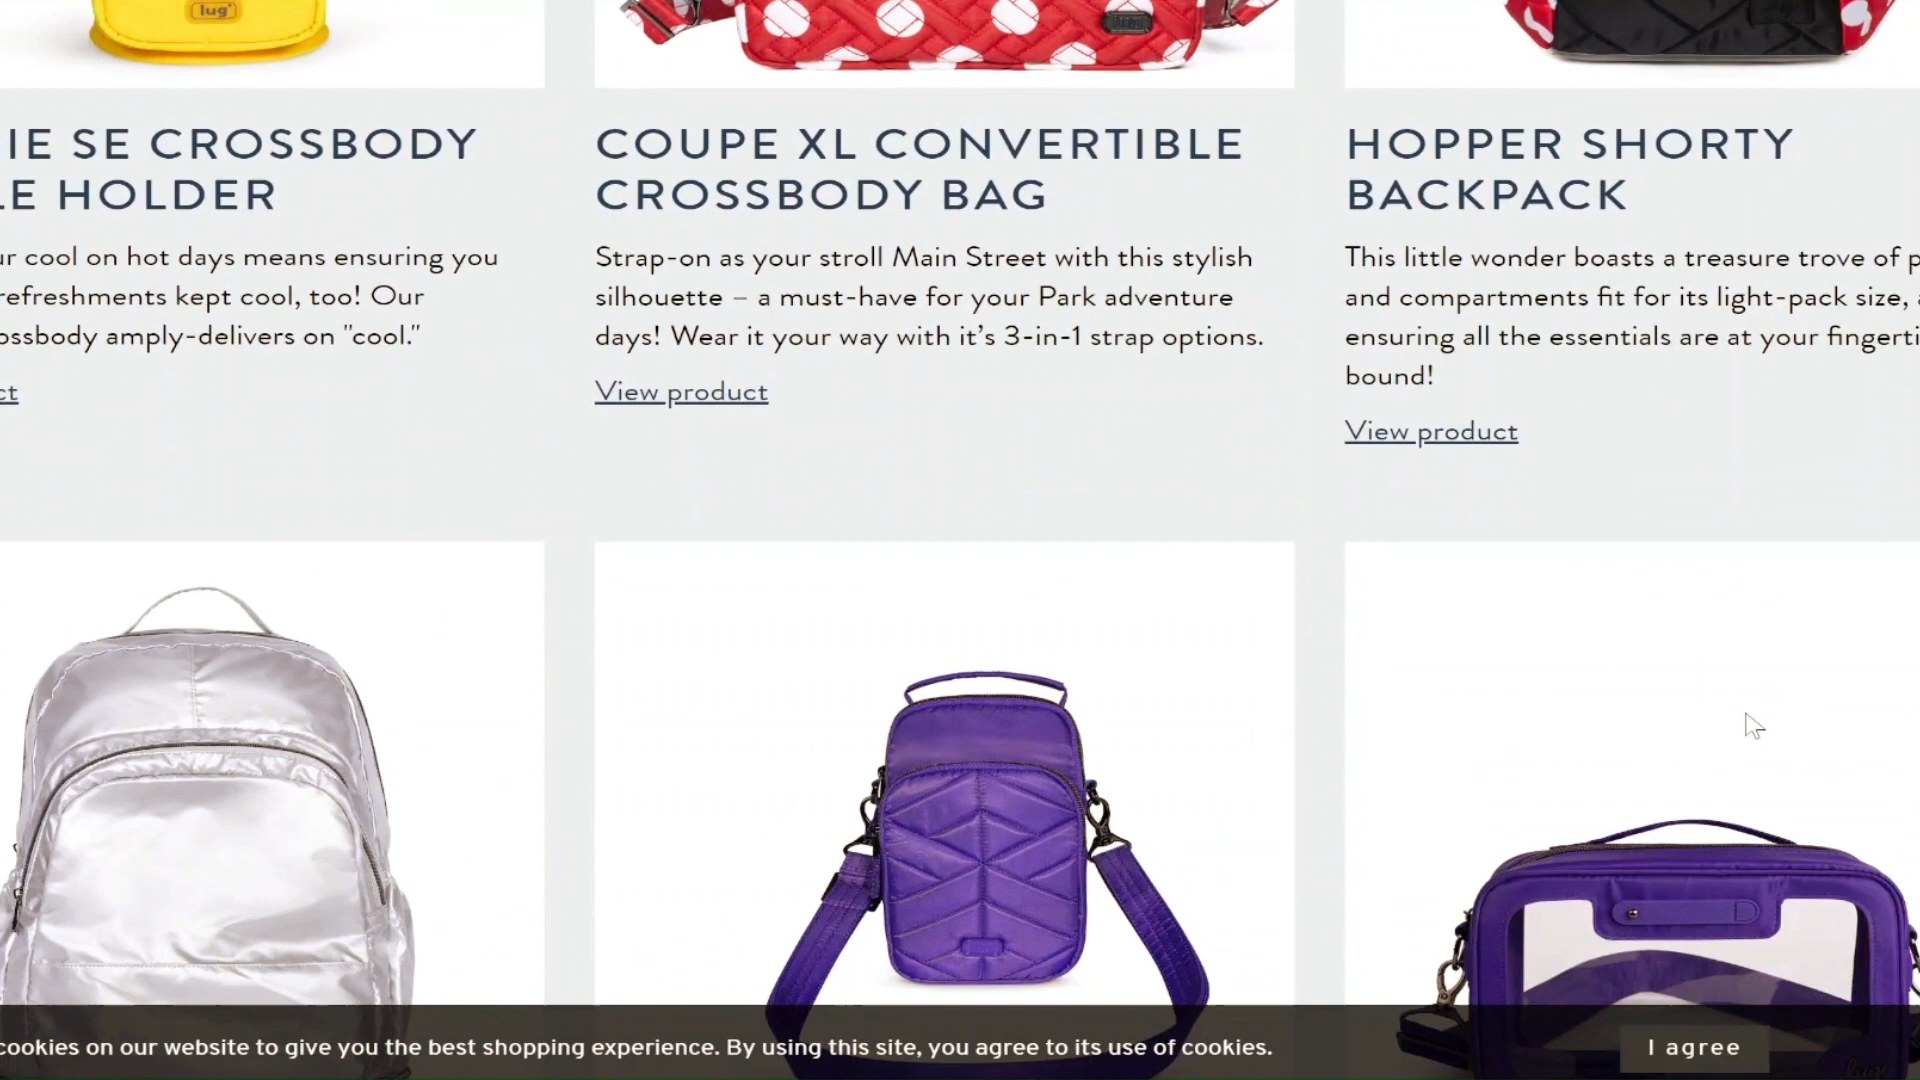 lug
IE SE CROSSBODY
LE HOLDER
ur cool on hot days means ensuring you
refreshments kept cool, too! Our
ossbody amply-delivers on "cool."
ct
COUPE XL CONVERTIBLE
CROSSBODY BAG
Strap-on as your stroll Main Street with this stylish
silhouette – a must-have for your Park adventure
days! Wear it your way with it’s 3-in-1 strap options.
View product
HOPPER SHORTY
BACKPACK
This little wonder boasts a treasure trove of p
and compartments fit for its light-pack size, a
ensuring all the essentials are at your fingerti
bound!
View product
cookies on our website to give you the best shopping experience. By using this site, you agree to its use of cookies.
I agree